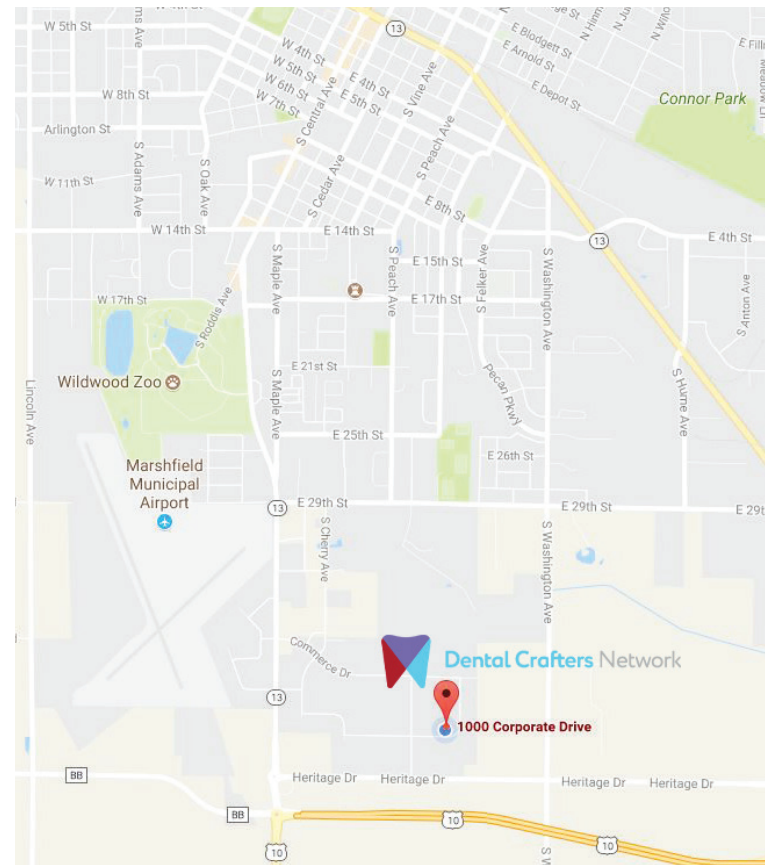 W 5th St
13
E Blodgett St
E Arnold St
W 4th St
W 5th St
W 6th St
W 7th St
E 4th St
E 5th St
S Vine Ave
W 8th St
E Depot St
Connor Park
Arlington St
S Central Ave
S Adams Ave
S Oak Ave
S Cedar Ave
S Peach Ave
W 11th St
E 8th St
W 14th St
E 14th St
13
E 4th St
S Maple Ave
S Peach Ave
E 15th St
S Felker Ave
S Washington Ave
W 17th St
E 17th St
S Anton Ave
S Roddis Ave
E 21st St
Wildwood Zoo
Lincoln Ave
S Maple Ave
Pecan Pkwy
S Hume Ave
E 25th St
E 26th St
Marshfield
Municipal
Airport
13
E 29th St
E 29th St
S Cherry Ave
S Washington Ave
Commerce Dr
Dental Crafters Network
13
1000 Corporate Drive
BB
Heritage Dr
Heritage Dr
Heritage Dr
Heritage Dr
BB
10
10
10